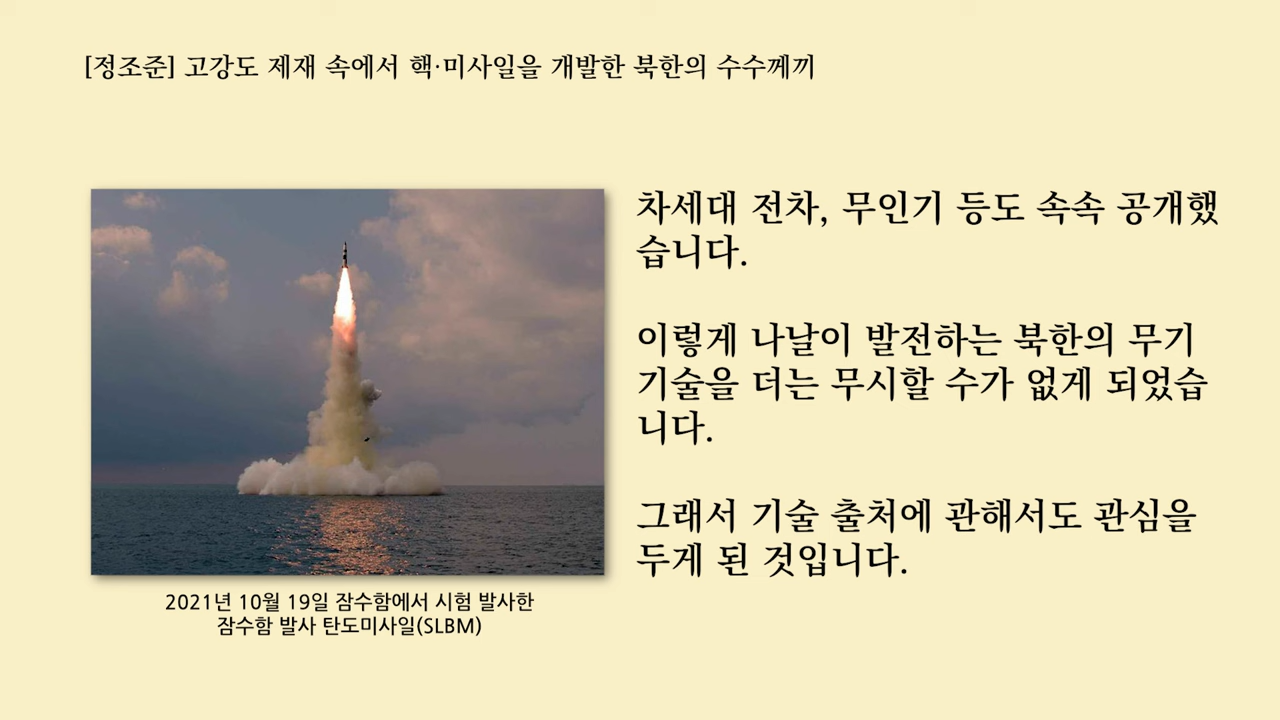 [정조준] 고강도 제재 속에서 핵·미사일을 개발한 북한의 수수께끼
차세대 전차, 무인기 등도 속속 공개했
습니다.
이렇게 나날이 발전하는 북한의 무기
기술을 더는 무시할 수가 없게 되었습
니다.
그래서 기술 출처에 관해서도 관심을
두게 된 것입니다.
2021년 10월 19일 잠수함에서 시험 발사한
잠수함 발사 탄도미사일(SLBM)